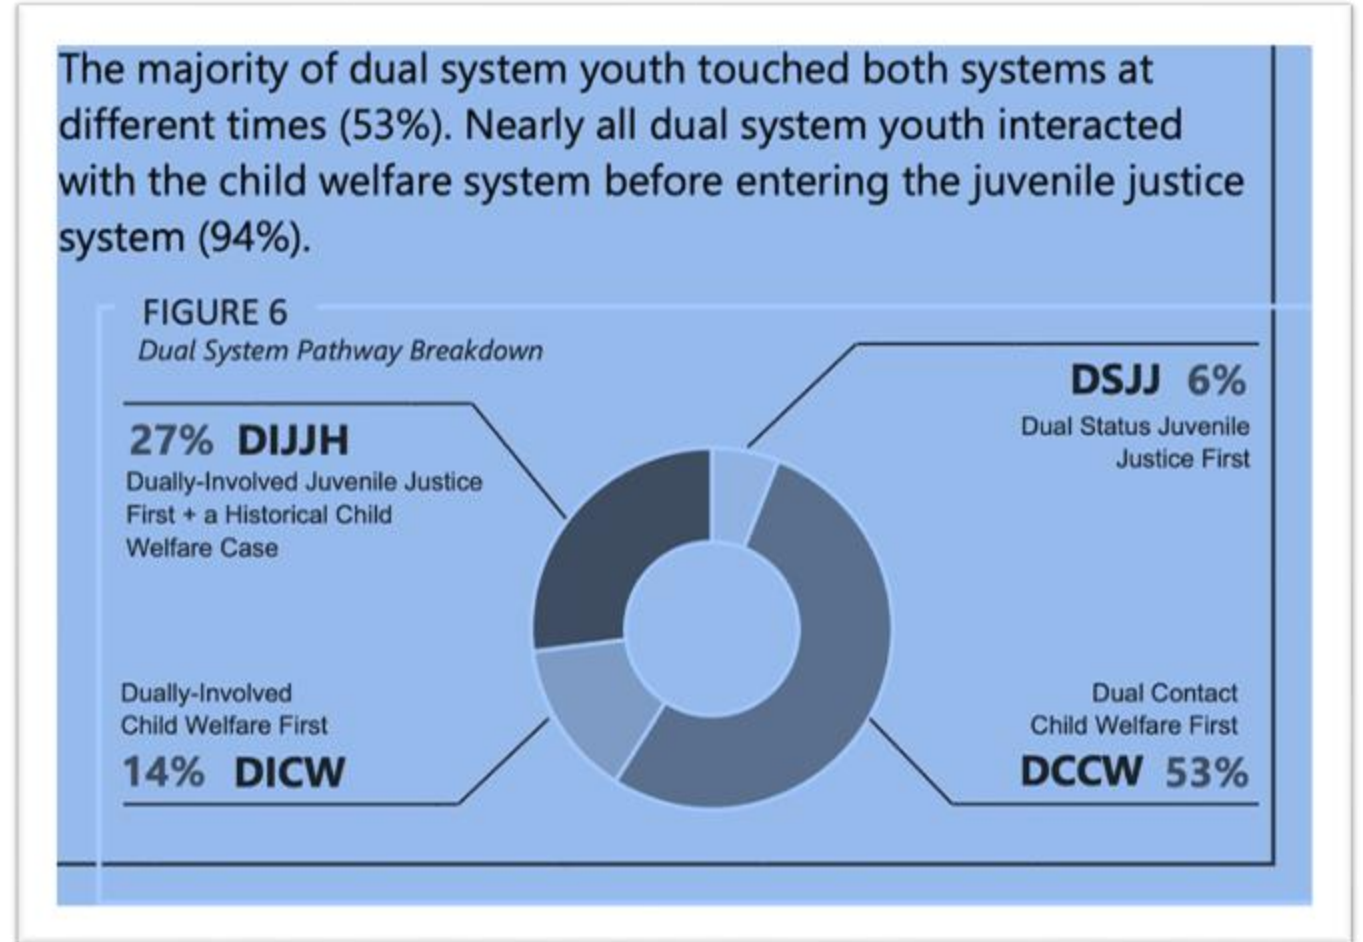 The majority of dual system youth touched both systems at
different times (53%). Nearly all dual system youth interacted
with the child welfare system before entering the juvenile justice
system (94%).
FIGURE 6
Dual System Pathway Breakdown
27% DIJJH
Dually-Involved Juvenile Justice
First + a Historical Child
Welfare Case
DSJJ 6%
Dual Status Juvenile
Justice First
Dually-Involved
Child Welfare First
14% DICW
Dual Contact
Child Welfare First
DCCW 53%